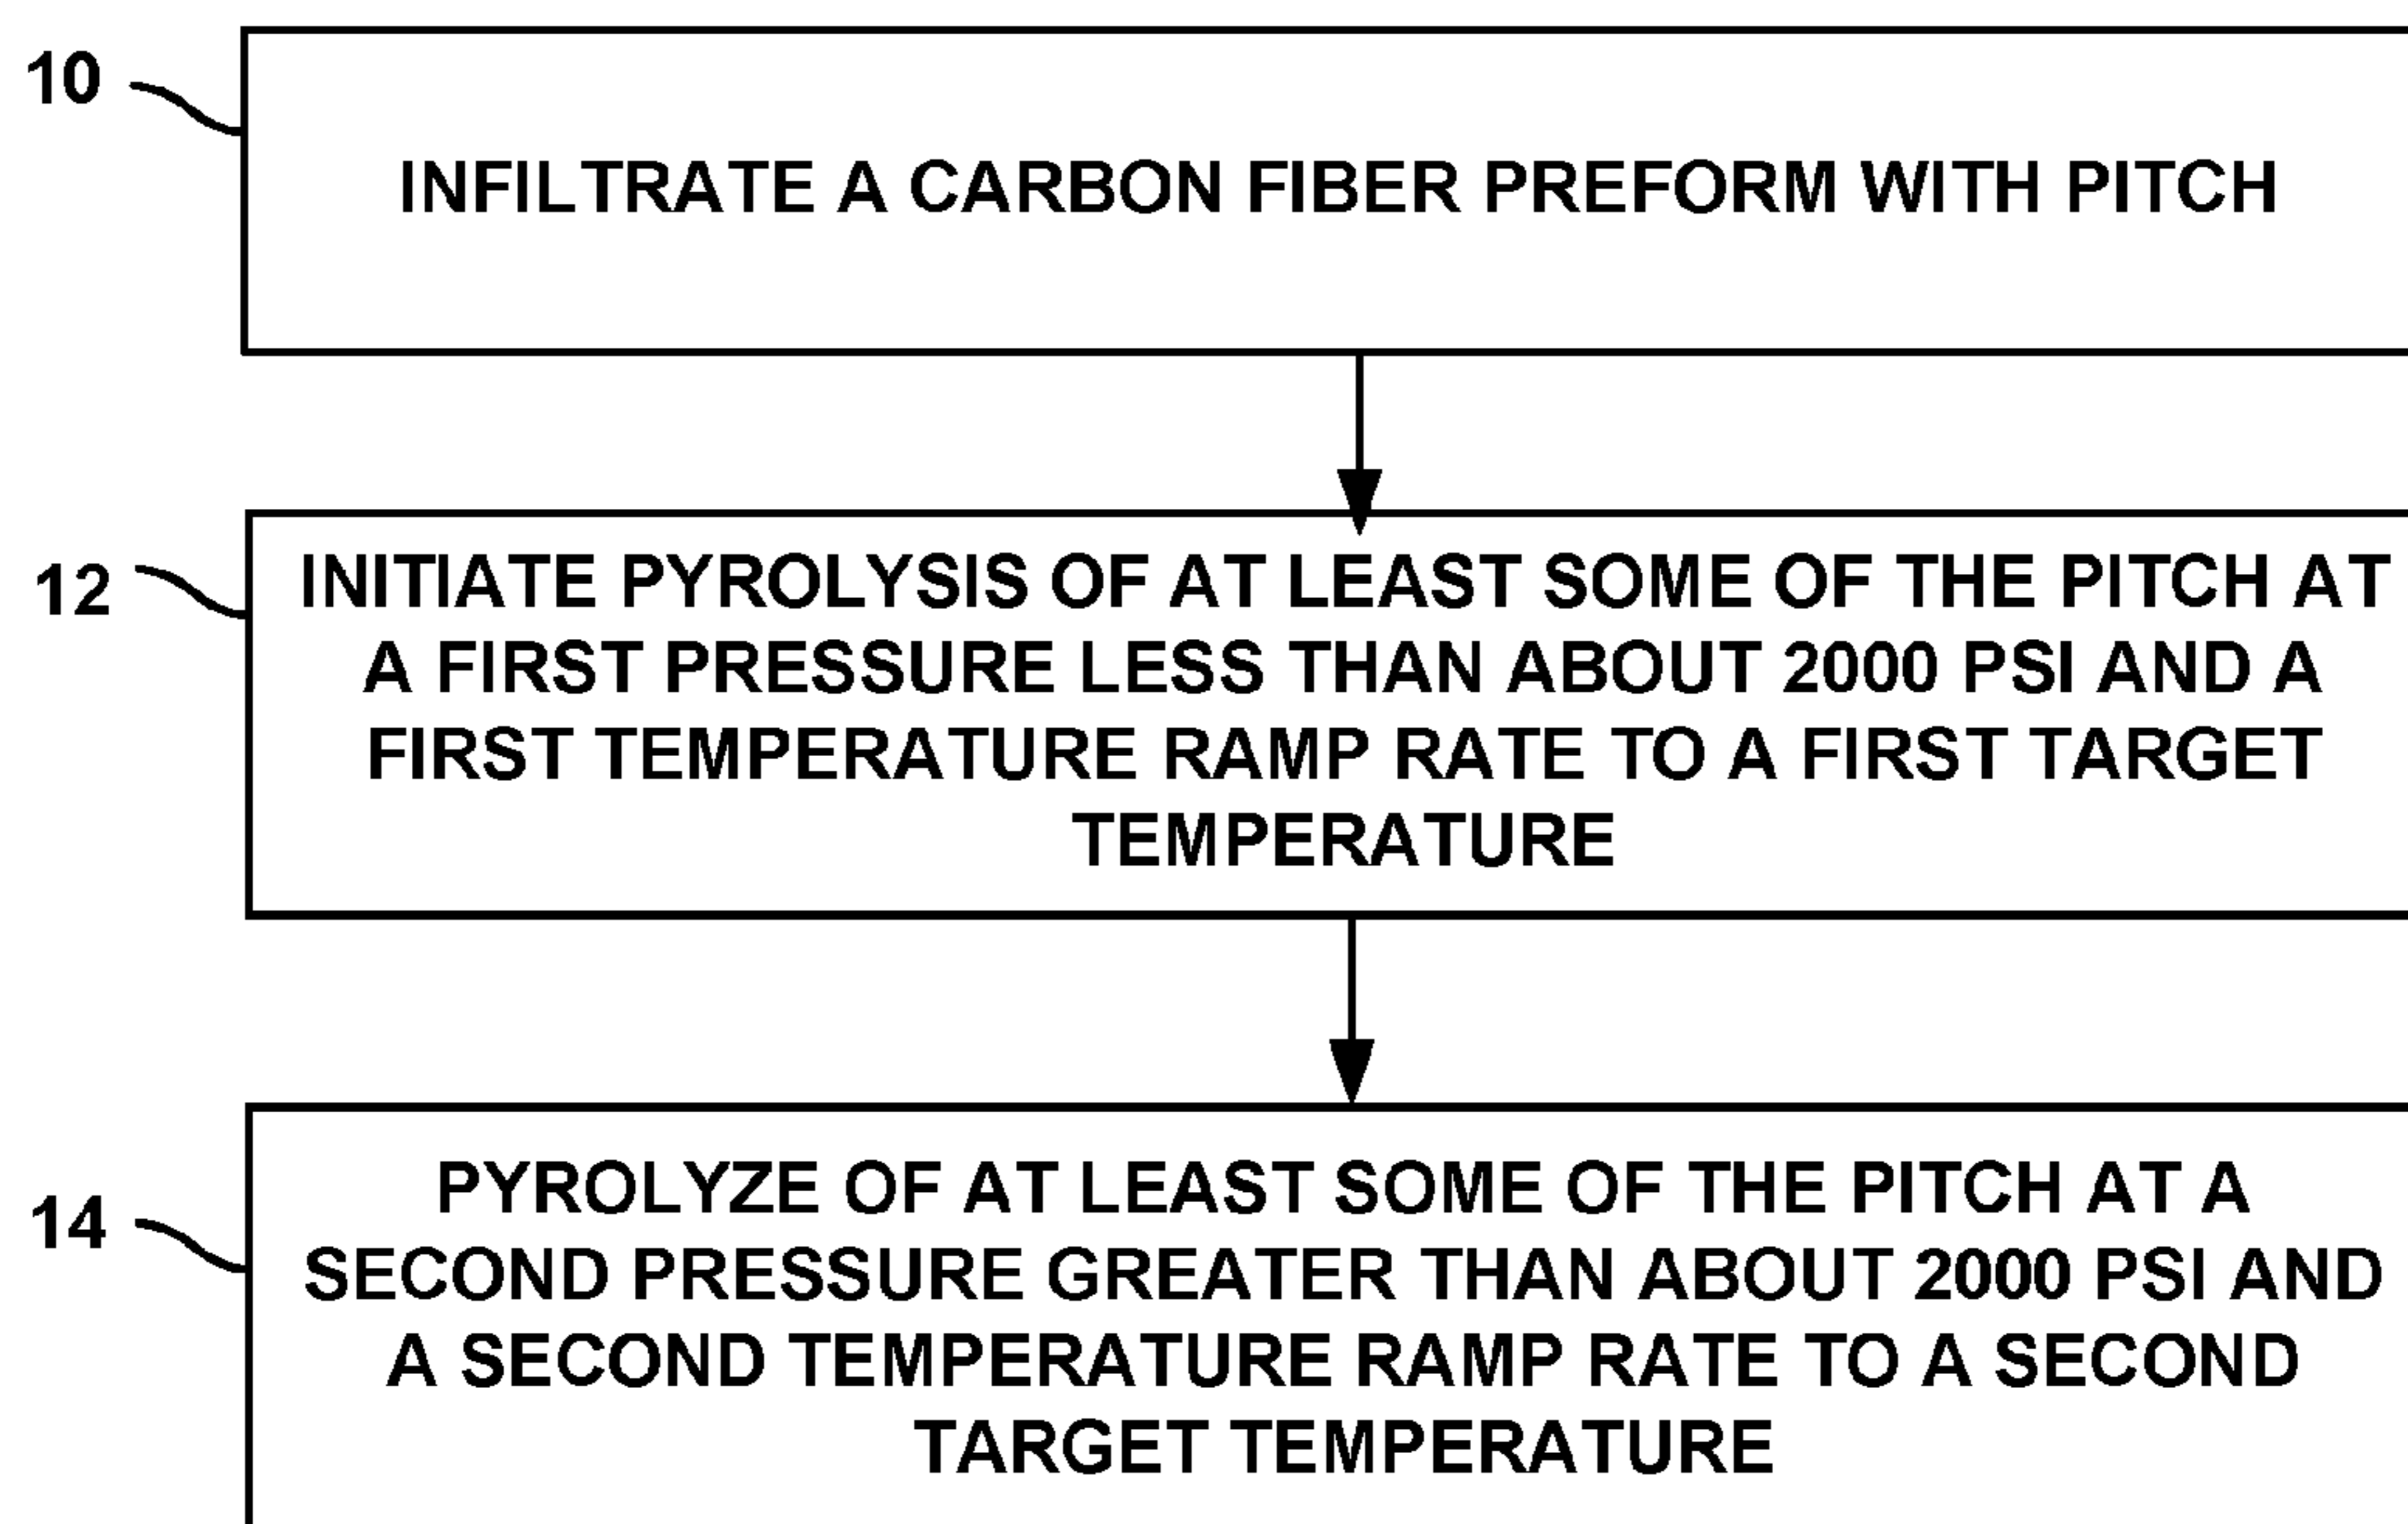 10
INFILTRATE A CARBON FIBER PREFORM WITH PITCH
12
INITIATE PYROLYSIS OF AT LEAST SOME OF THE PITCH AT
A FIRST PRESSURE LESS THAN ABOUT 2000 PSI AND A
FIRST TEMPERATURE RAMP RATE TO A FIRST TARGET
TEMPERATURE
14
PYROLYZE OF AT LEAST SOME OF THE PITCH AT A
SECOND PRESSURE GREATER THAN ABOUT 2000 PSI AND
A SECOND TEMPERATURE RAMP RATE TO A SECOND
TARGET TEMPERATURE